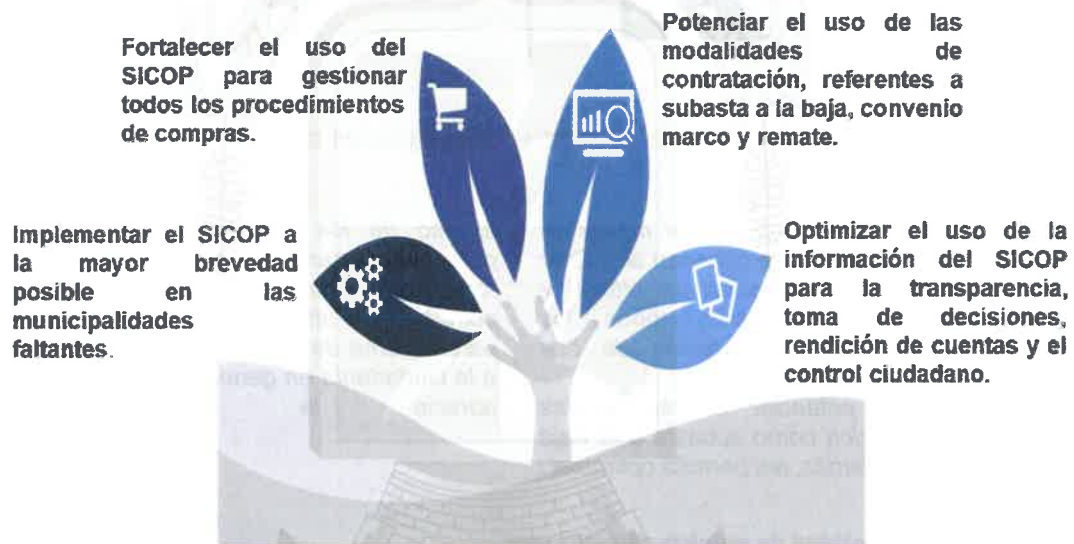 Fortalecer el uso del
SICOP para gestionar
todos los procedimientos
de compras.
Potenciar el uso de las
modalidades de
contratación, referentes a
subasta a la baja, convenio
marco y remate.
Implementar el SICOP a
la mayor brevedad
posible en las
municipalidades
faltantes.
Optimizar el uso de la
información del SICOP
para la transparencia,
toma de decisiones,
rendición de cuentas y el
control ciudadano.